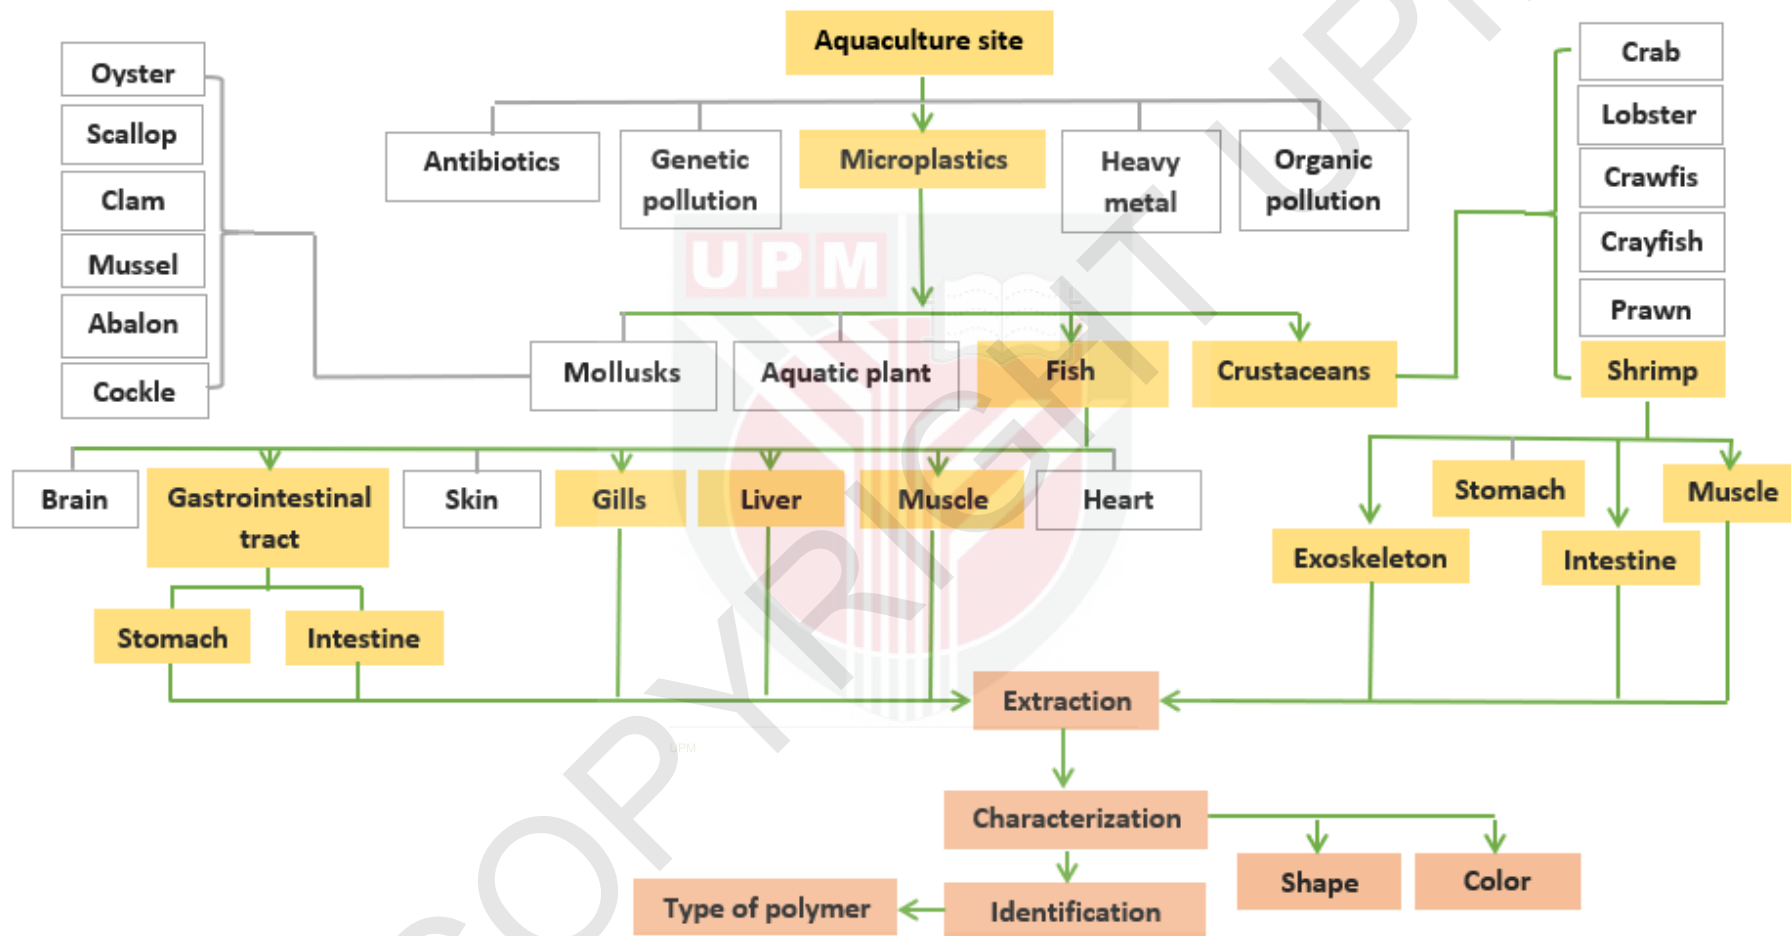 Aquaculture site
Oyster
Scallop
Clam
Mussel
Abalon
Cockle
Antibiotics
Genetic
pollution
Microplastics
Heavy
metal
Organic
pollution
Crab
Lobster
Crawfis
Crayfish
Prawn
Shrimp
UPM
Mollusks
Aquatic plant
Fish
Crustaceans
Brain
Gastrointestinal
tract
Skin
Gills
Liver
Muscle
Heart
Stomach
Muscle
Exoskeleton
Intestine
Stomach
Intestine
Extraction
UPM
Characterization
Shape
Color
Type of polymer
Identification
COPYRIGHT UPM